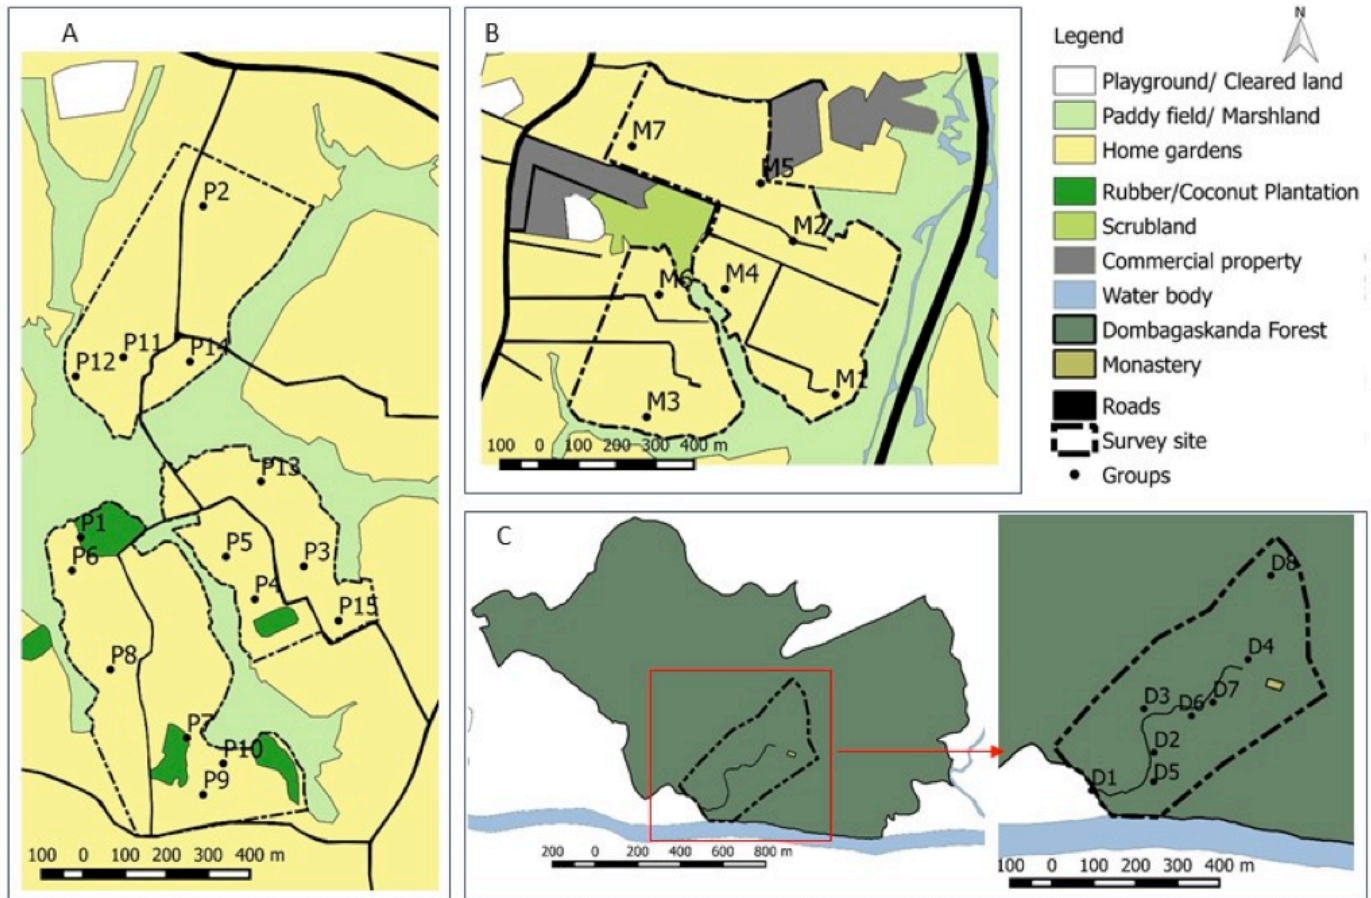 A
P2
P11
P14
P12
P13
P1
P5
P6
P3
P4
P15
P8
P7
P10
P9
100 0 100 200 300 400 m
B
M7
M5
M2
M6
M4
M1
M3
100 0 100 200 300 400 m
N
Legend
Playground/ Cleared land
Paddy field/ Marshland
Home gardens
Rubber/Coconut Plantation
Scrubland
Commercial property
Water body
Dombagaskanda Forest
Monastery
Roads
Survey site
Groups
C
200 0 200 400 600 800 m
D8
D4
D3
D6
D7
D2
D1
D5
100 0 100 200 300 400 m